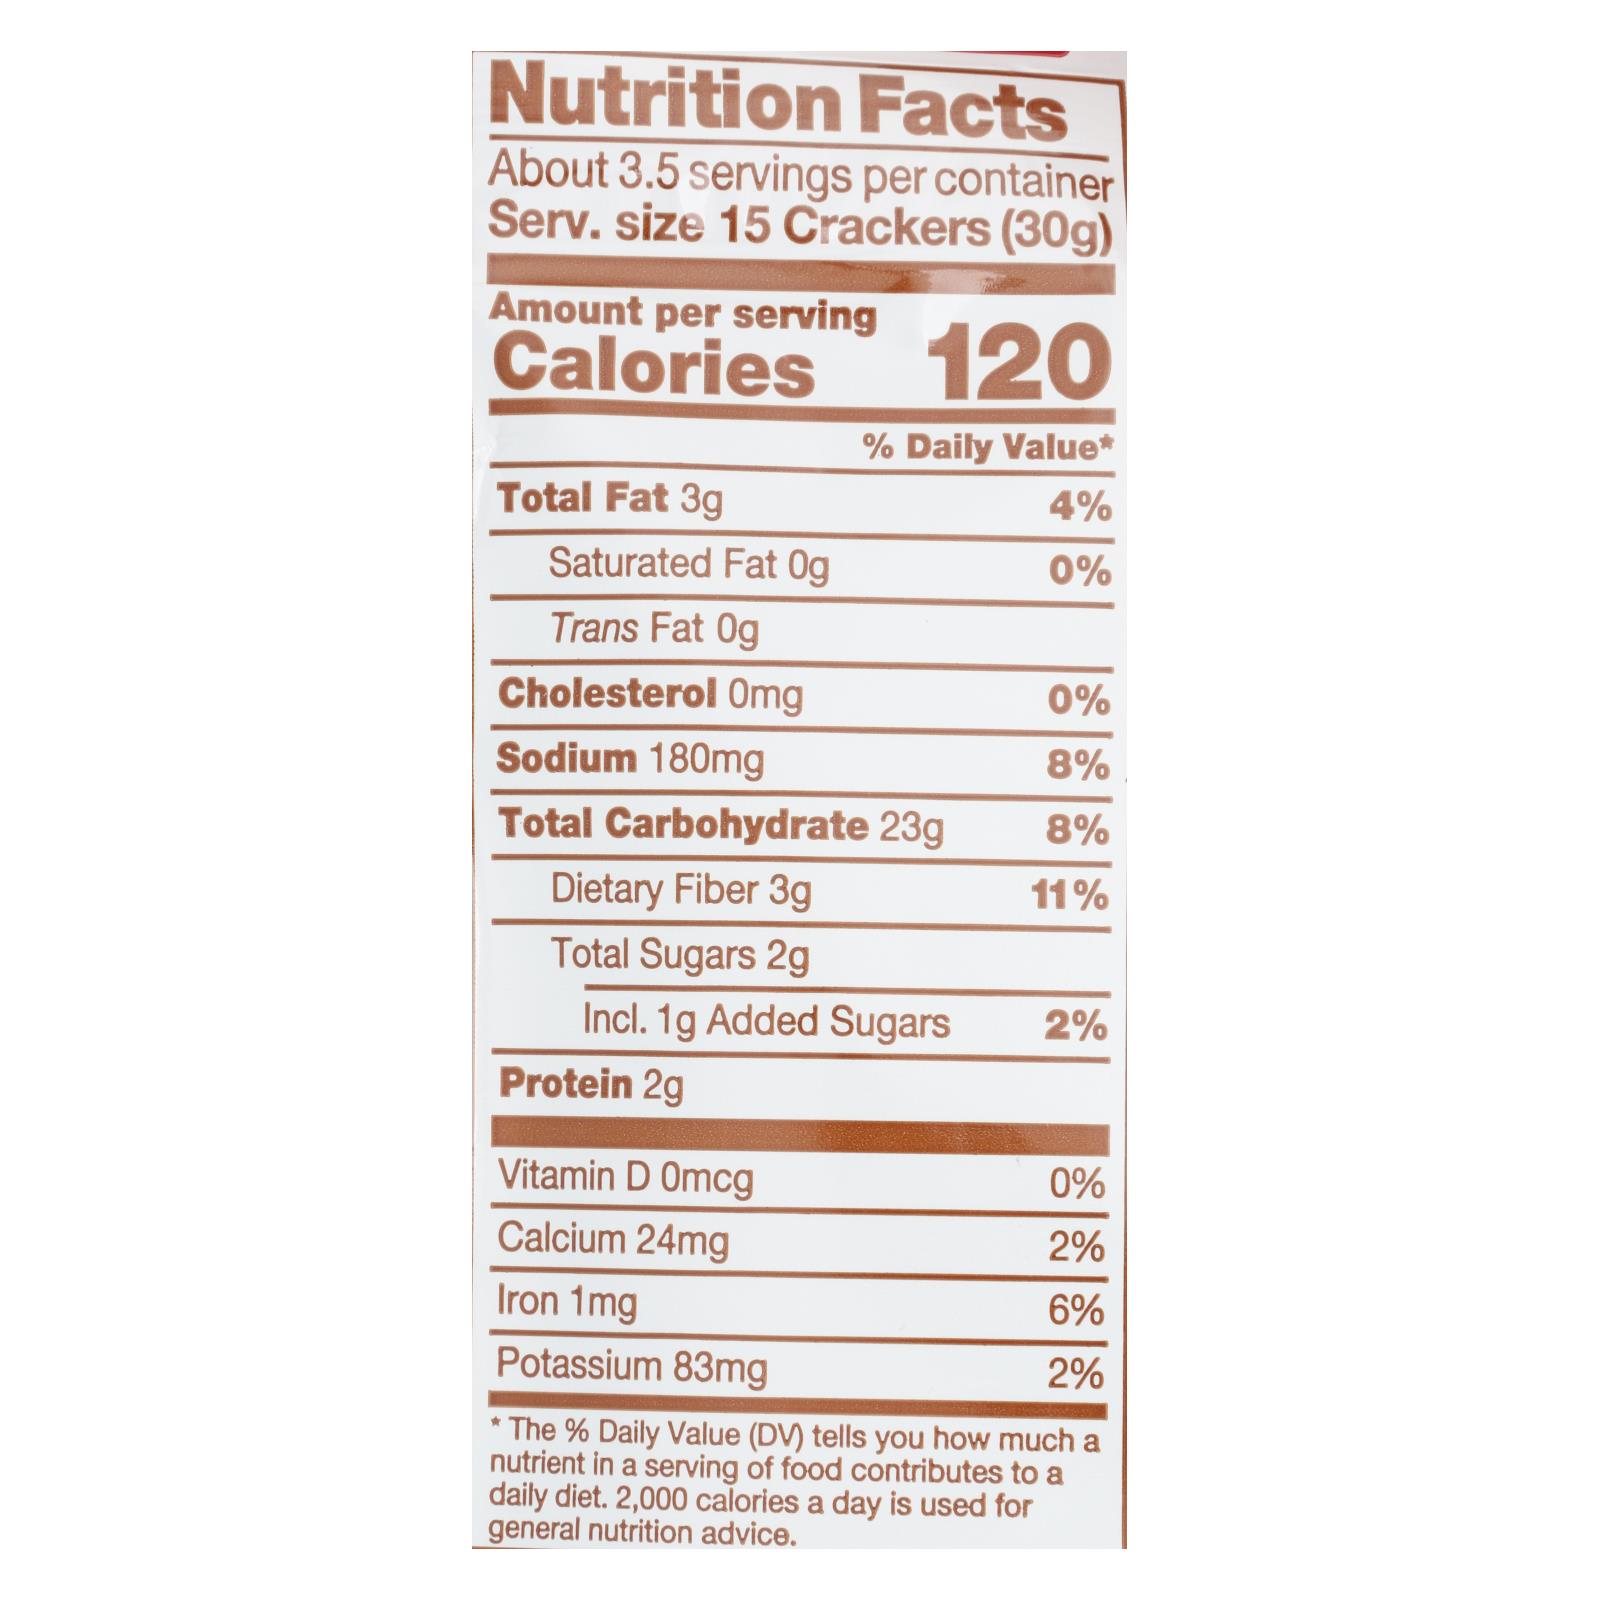 Nutrition Facts
About 3.5 servings per container
Serv. size 15 Crackers (30g)
Amount per serving
Calories 120
% Daily Value*
Total Fat 3g 4%
Saturated Fat 0g 0%
Trans Fat 0g
Cholesterol 0mg 0%
Sodium 180mg 8%
Total Carbohydrate 23g 8%
Dietary Fiber 3g 11%
Total Sugars 2g
Incl. 1g Added Sugars 2%
Protein 2g
Vitamin D 0mcg 0%
Calcium 24mg 2%
Iron 1mg 6%
Potassium 83mg 2%
* The % Daily Value (DV) tells you how much a
nutrient in a serving of food contributes to a
daily diet. 2,000 calories a day is used for
general nutrition advice.